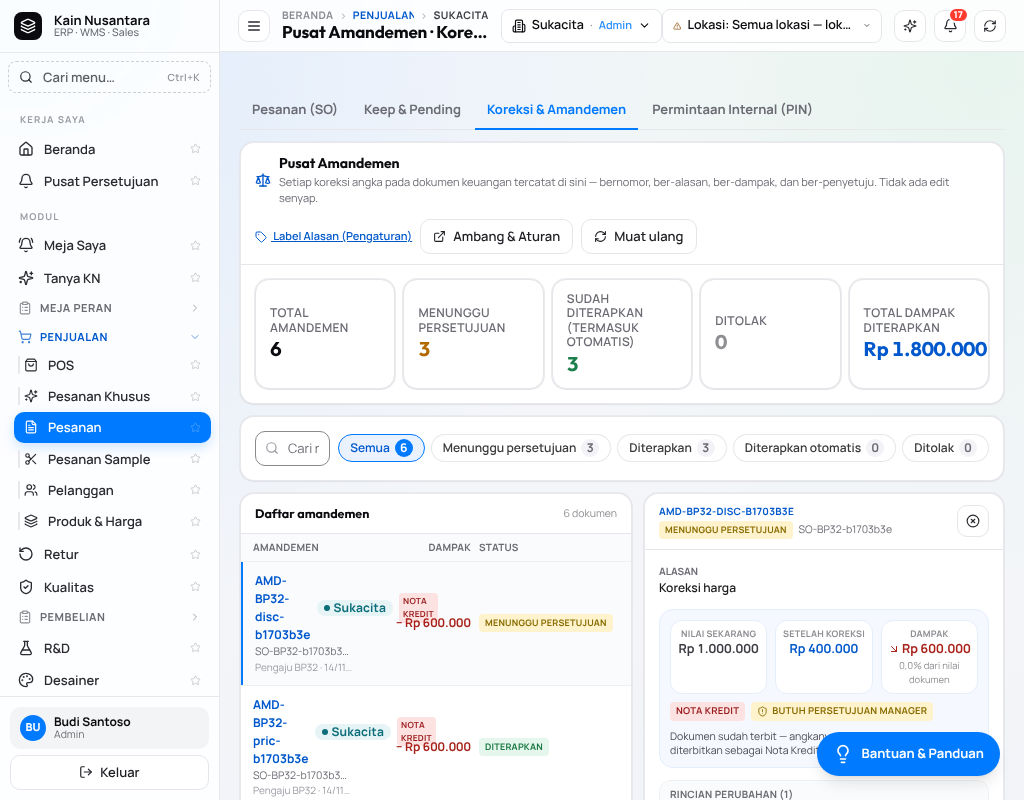 Kain Nusantara
ERP · WMS · Sales
Cari menu...
Ctrl+K
KERJA SAYA
Beranda
Pusat Persetujuan
MODUL
Meja Saya
Tanya KN
MEJA PERAN
PENJUALAN
POS
Pesanan Khusus
Pesanan
Pesanan Sample
Pelanggan
Produk & Harga
Retur
Kualitas
PEMBELIAN
R&D
Desainer
BU
Budi Santoso
Admin
Keluar
BERANDA › PENJUALAN › SUKACITA
Pusat Amandemen · Kore...
Sukacita · Admin
Lokasi: Semua lokasi — lok...
17
Pesanan (SO)
Keep & Pending
Koreksi & Amandemen
Permintaan Internal (PIN)
Pusat Amandemen
Setiap koreksi angka pada dokumen keuangan tercatat di sini — bernomor, ber-alasan, ber-dampak, dan ber-penyetuju. Tidak ada edit
senyap.
Label Alasan (Pengaturan)
Ambang & Aturan
Muat ulang
TOTAL
AMANDEMEN
6
MENUNGGU
PERSETUJUAN
3
SUDAH
DITERAPKAN
(TERMASUK
OTOMATIS)
3
DITOLAK
0
TOTAL DAMPAK
DITERAPKAN
Rp 1.800.000
Cari r
Semua 6
Menunggu persetujuan 3
Diterapkan 3
Diterapkan otomatis 0
Ditolak 0
Daftar amandemen
6 dokumen
AMANDEMEN
DAMPAK
STATUS
AMD-
BP32-
disc-
b1703b3e
Sukacita
NOTA
KREDIT
− Rp 600.000
MENUNGGU PERSETUJUAN
SO-BP32-b1703b3...
Pengaju BP32 · 14/11...
AMD-
BP32-
pric-
b1703b3e
Sukacita
NOTA
KREDIT
− Rp 600.000
DITERAPKAN
SO-BP32-b1703b3...
Pengaju BP32 · 14/11...
AMD-BP32-DISC-B1703B3E
MENUNGGU PERSETUJUAN
SO-BP32-b1703b3e
ALASAN
Koreksi harga
NILAI SEKARANG
Rp 1.000.000
SETELAH KOREKSI
Rp 400.000
DAMPAK
Rp 600.000
0,0% dari nilai
dokumen
NOTA KREDIT
BUTUH PERSETUJUAN MANAGER
Dokumen sudah terbit — angkany
diterbitkan sebagai Nota Kredit
RINCIAN PERUBAHAN (1)
Bantuan & Panduan